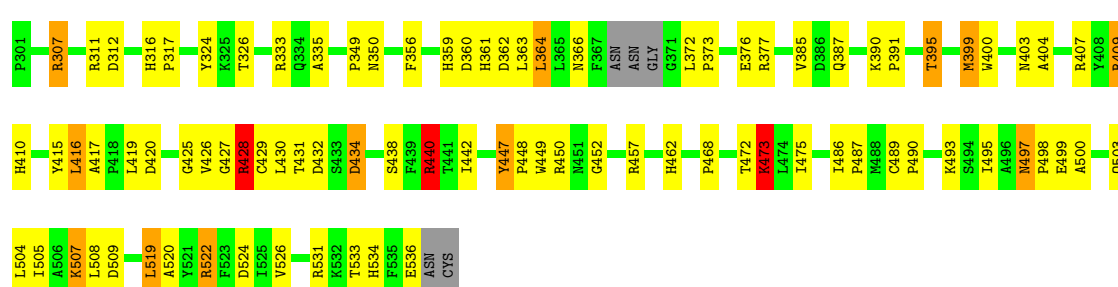 P301 R307 R311 D312 H316 P317 Y324 K325 T326 R333 Q334 A335 P349 N350 F356 H359 D360 H361 D362 L363 L364 L365 N366 F367 ASN ASN GLY G371 L372 P373 E376 R377 V385 D386 Q387 K390 P391 T395 M399 W400 N403 A404 R407 Y408
H410 Y415 L416 A417 P418 L419 D420 G425 V426 G427 R428 C429 L430 T431 D432 S433 D434 S438 F439 R440 T441 I442 Y447 P448 W449 R450 N451 G452 R457 H462 P468 T472 K473 L474 I475 I486 P487 M488 C489 P490 K493 S494 I495 A496 N497 P498 E499 A500
L504 I505 A506 K507 L508 D509 L519 A520 Y521 R522 F523 D524 I525 V526 R531 K532 T533 H534 F535 E536 ASN CYS